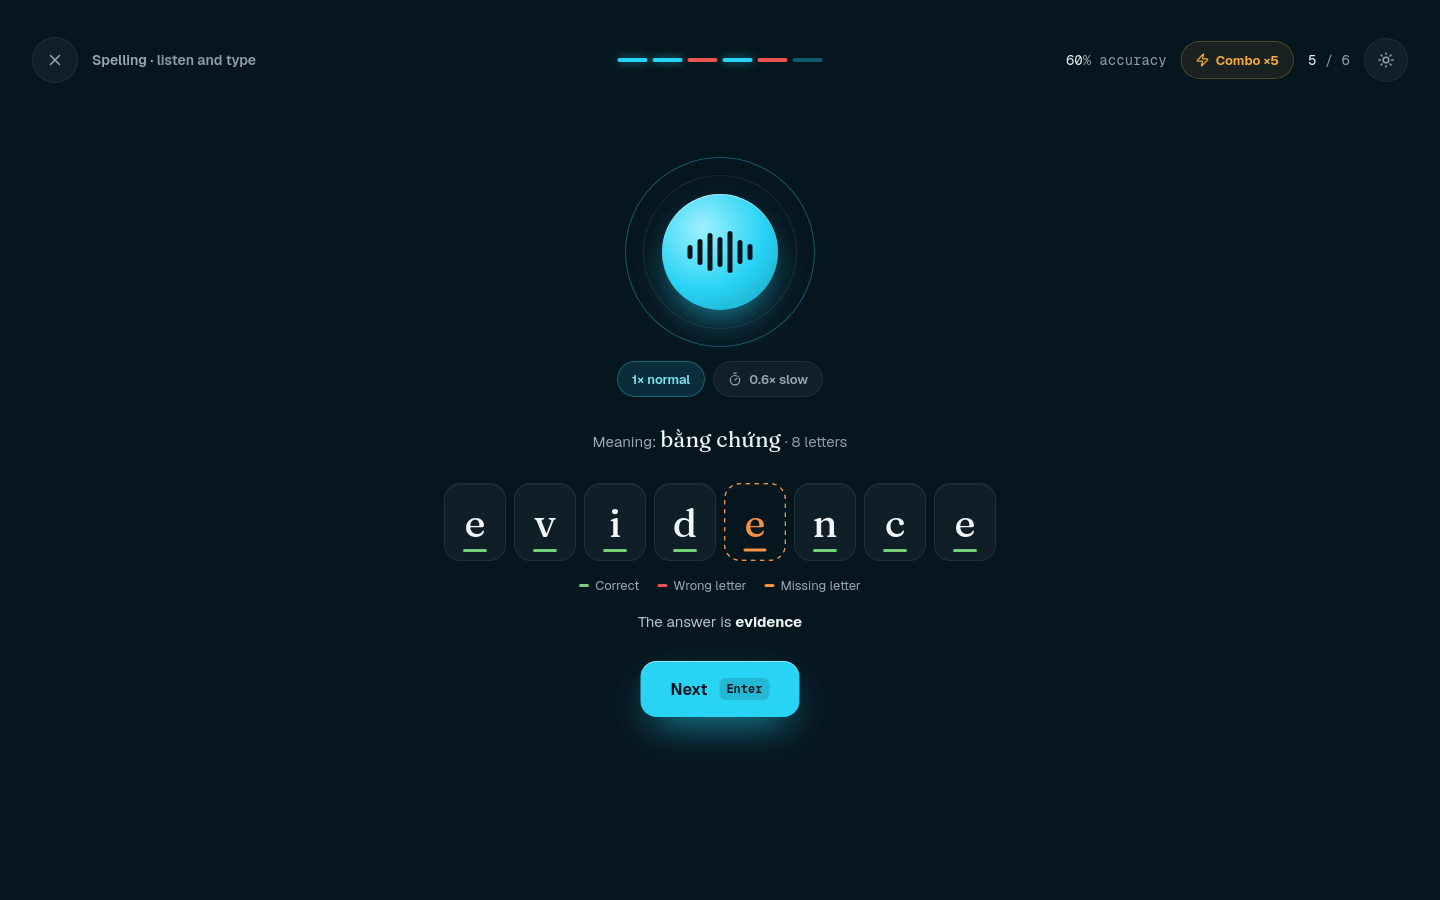 Spelling · listen and type
60% accuracy
Combo ×5
5 / 6
1× normal
0.6× slow
Meaning: bằng chứng · 8 letters
e v i d e n c e
Correct
Wrong letter
Missing letter
The answer is evidence
Next Enter